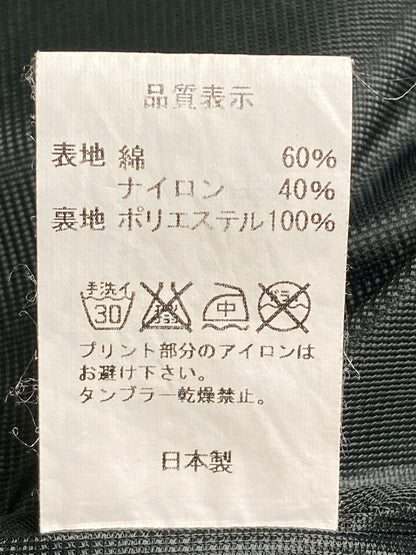 品質表示
表地 綿 60%
ナイロン 40%
裏地 ポリエステル100%
手洗イ 30 中 ドライ
プリント部分のアイロンは
お避け下さい。
タンブラー乾燥禁止。
日本製